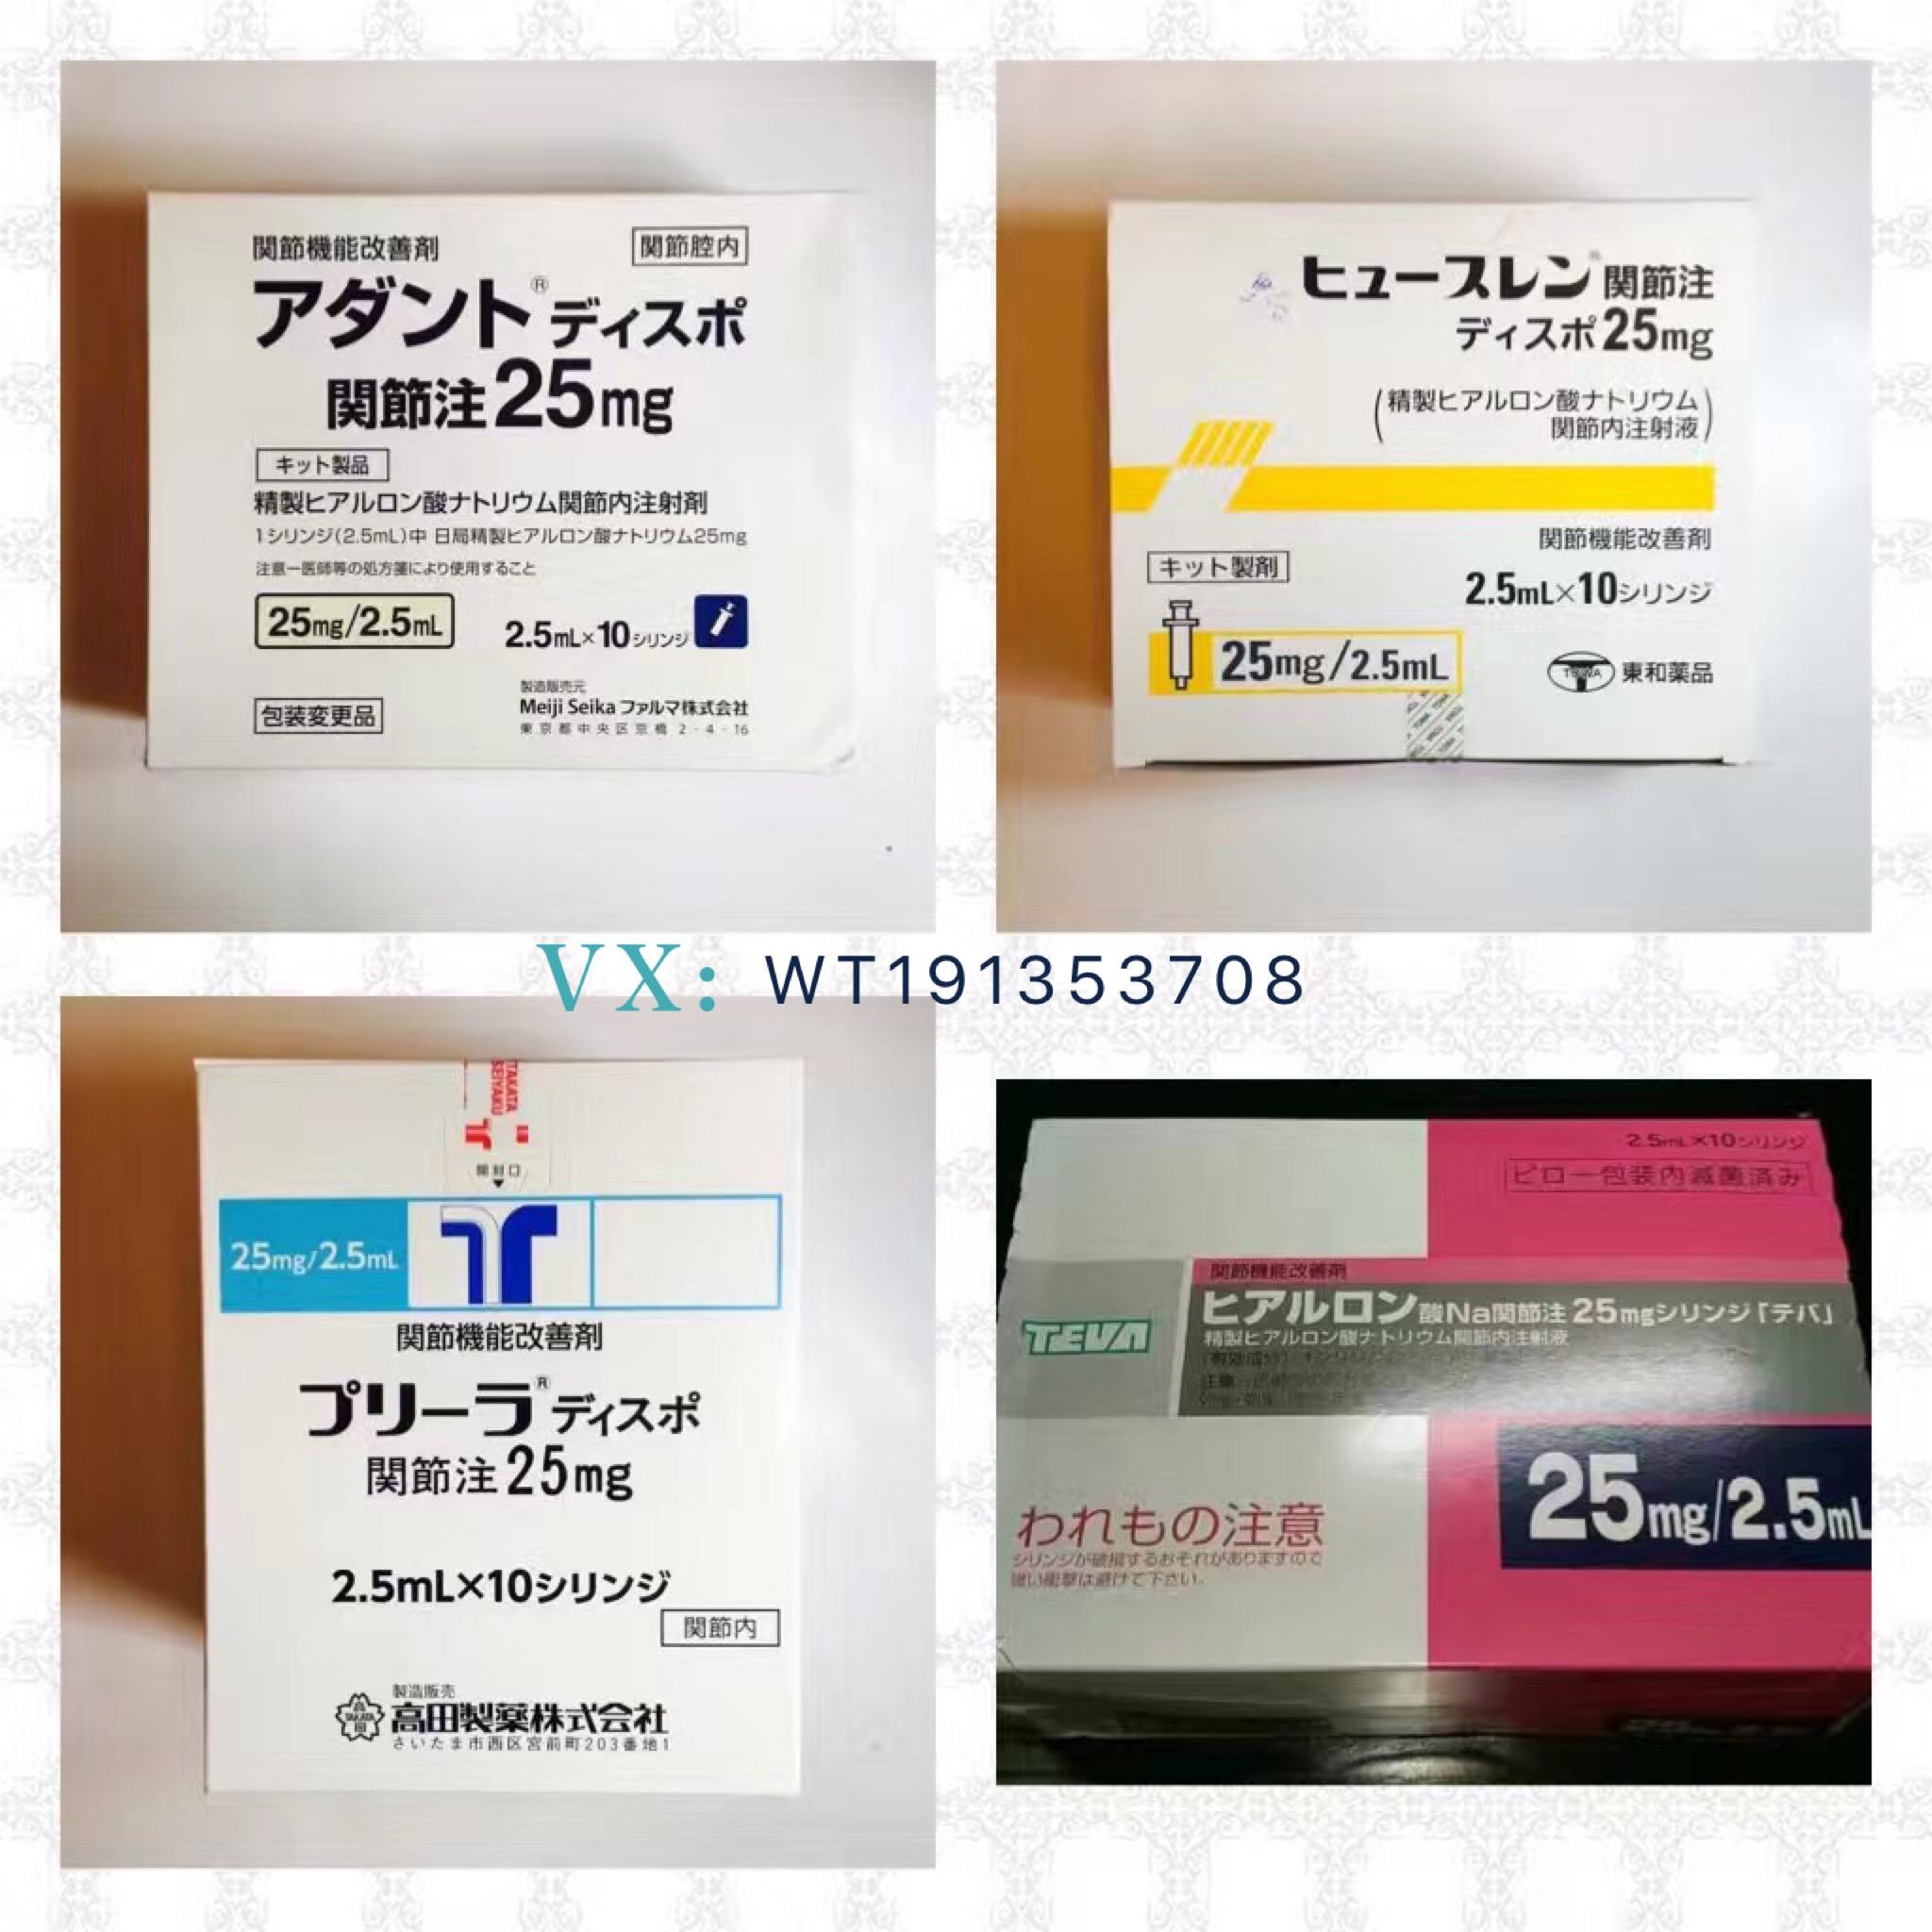 関節機能改善剤
関節腔内
アダント® ディスポ
関節注25mg
キット製品
精製ヒアルロン酸ナトリウム関節内注射剤
1シリンジ(2.5mL)中 日局精製ヒアルロン酸ナトリウム25mg
注意-医師等の処方箋により使用すること
25mg/2.5mL
2.5mL×10シリンジ
製造販売元
Meiji Seika ファルマ株式会社
東京都中央区京橋 2-4-16
包装変更品
ヒュースレン®関節注
ディスポ25mg
(精製ヒアルロン酸ナトリウム
関節内注射液)
関節機能改善剤
キット製剤
2.5mL×10シリンジ
25mg/2.5mL
TOWA 東和薬品
VX: WT191353708
TAKATA
SEIYAKU
開封口
25mg/2.5mL
関節機能改善剤
プリーラ® ディスポ
関節注25mg
2.5mL×10シリンジ
関節内
製造販売
高田製薬株式会社
さいたま市西区宮前町203番地1
2.5mL×10シリンジ
ピロー包装内滅菌済み
関節機能改善剤
TEVA
ヒアルロン酸Na関節注25mgシリンジ「テバ」
精製ヒアルロン酸ナトリウム関節内注射液
25mg/2.5mL
われもの注意
シリンジが破損するおそれがありますので
強い衝撃は避けて下さい。